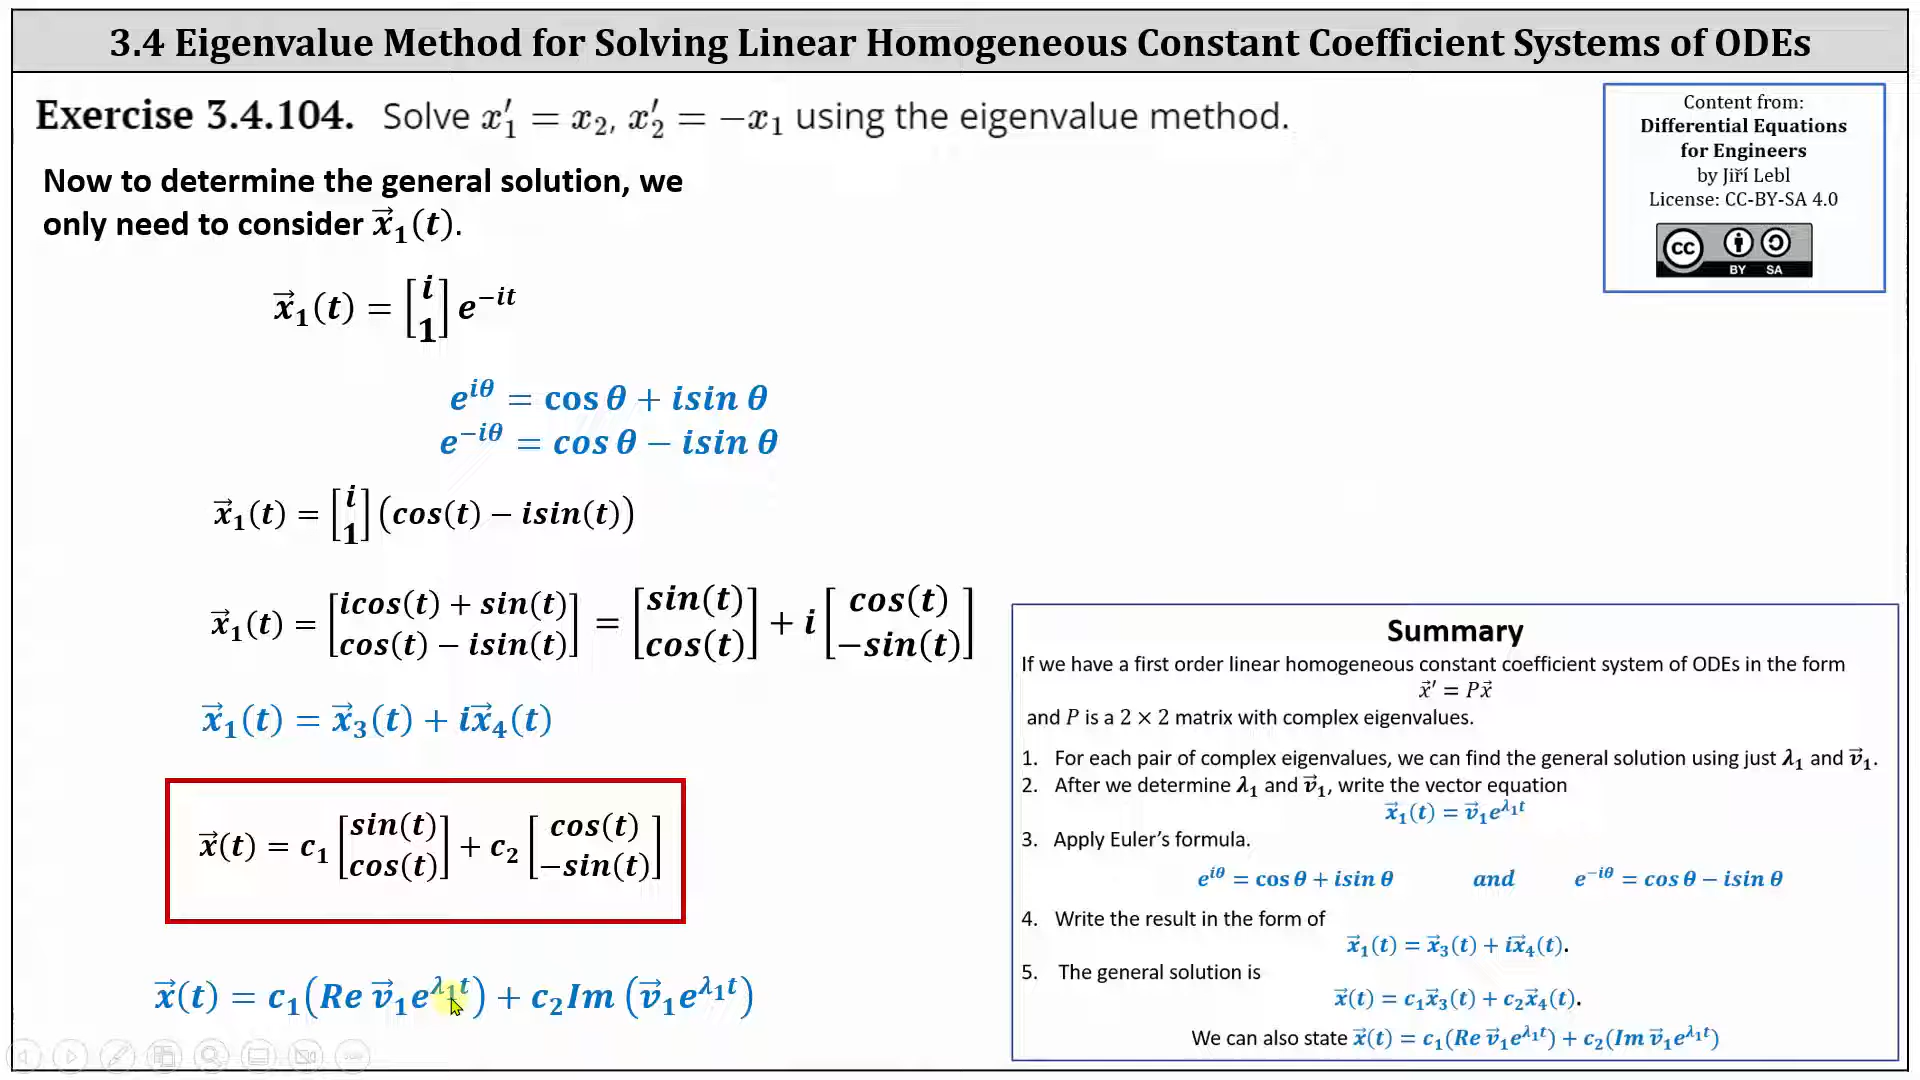 3.4 Eigenvalue Method for Solving Linear Homogeneous Constant Coefficient Systems of ODEs
Exercise 3.4.104. Solve x₁′ = x₂, x₂′ = −x₁ using the eigenvalue method.
Content from:
Differential Equations
for Engineers
by Jiří Lebl
License: CC-BY-SA 4.0
cc BY SA
Now to determine the general solution, we
only need to consider x⃗₁(t).
x⃗₁(t) = [i 1] e^(−it)
e^(iθ) = cos θ + isin θ
e^(−iθ) = cos θ − isin θ
x⃗₁(t) = [i 1] (cos(t) − isin(t))
x⃗₁(t) = [icos(t) + sin(t) cos(t) − isin(t)] = [sin(t) cos(t)] + i [cos(t) −sin(t)]
x⃗₁(t) = x⃗₃(t) + ix⃗₄(t)
x⃗(t) = c₁ [sin(t) cos(t)] + c₂ [cos(t) −sin(t)]
x⃗(t) = c₁(Re v⃗₁e^(λ₁t)) + c₂Im (v⃗₁e^(λ₁t))
Summary
If we have a first order linear homogeneous constant coefficient system of ODEs in the form
x⃗′ = Px⃗
and P is a 2 × 2 matrix with complex eigenvalues.
1. For each pair of complex eigenvalues, we can find the general solution using just λ₁ and v⃗₁.
2. After we determine λ₁ and v⃗₁, write the vector equation
x⃗₁(t) = v⃗₁e^(λ₁t)
3. Apply Euler’s formula.
e^(iθ) = cos θ + isin θ and e^(−iθ) = cos θ − isin θ
4. Write the result in the form of
x⃗₁(t) = x⃗₃(t) + ix⃗₄(t).
5. The general solution is
x⃗(t) = c₁x⃗₃(t) + c₂x⃗₄(t).
We can also state x⃗(t) = c₁(Re v⃗₁e^(λ₁t)) + c₂(Im v⃗₁e^(λ₁t))